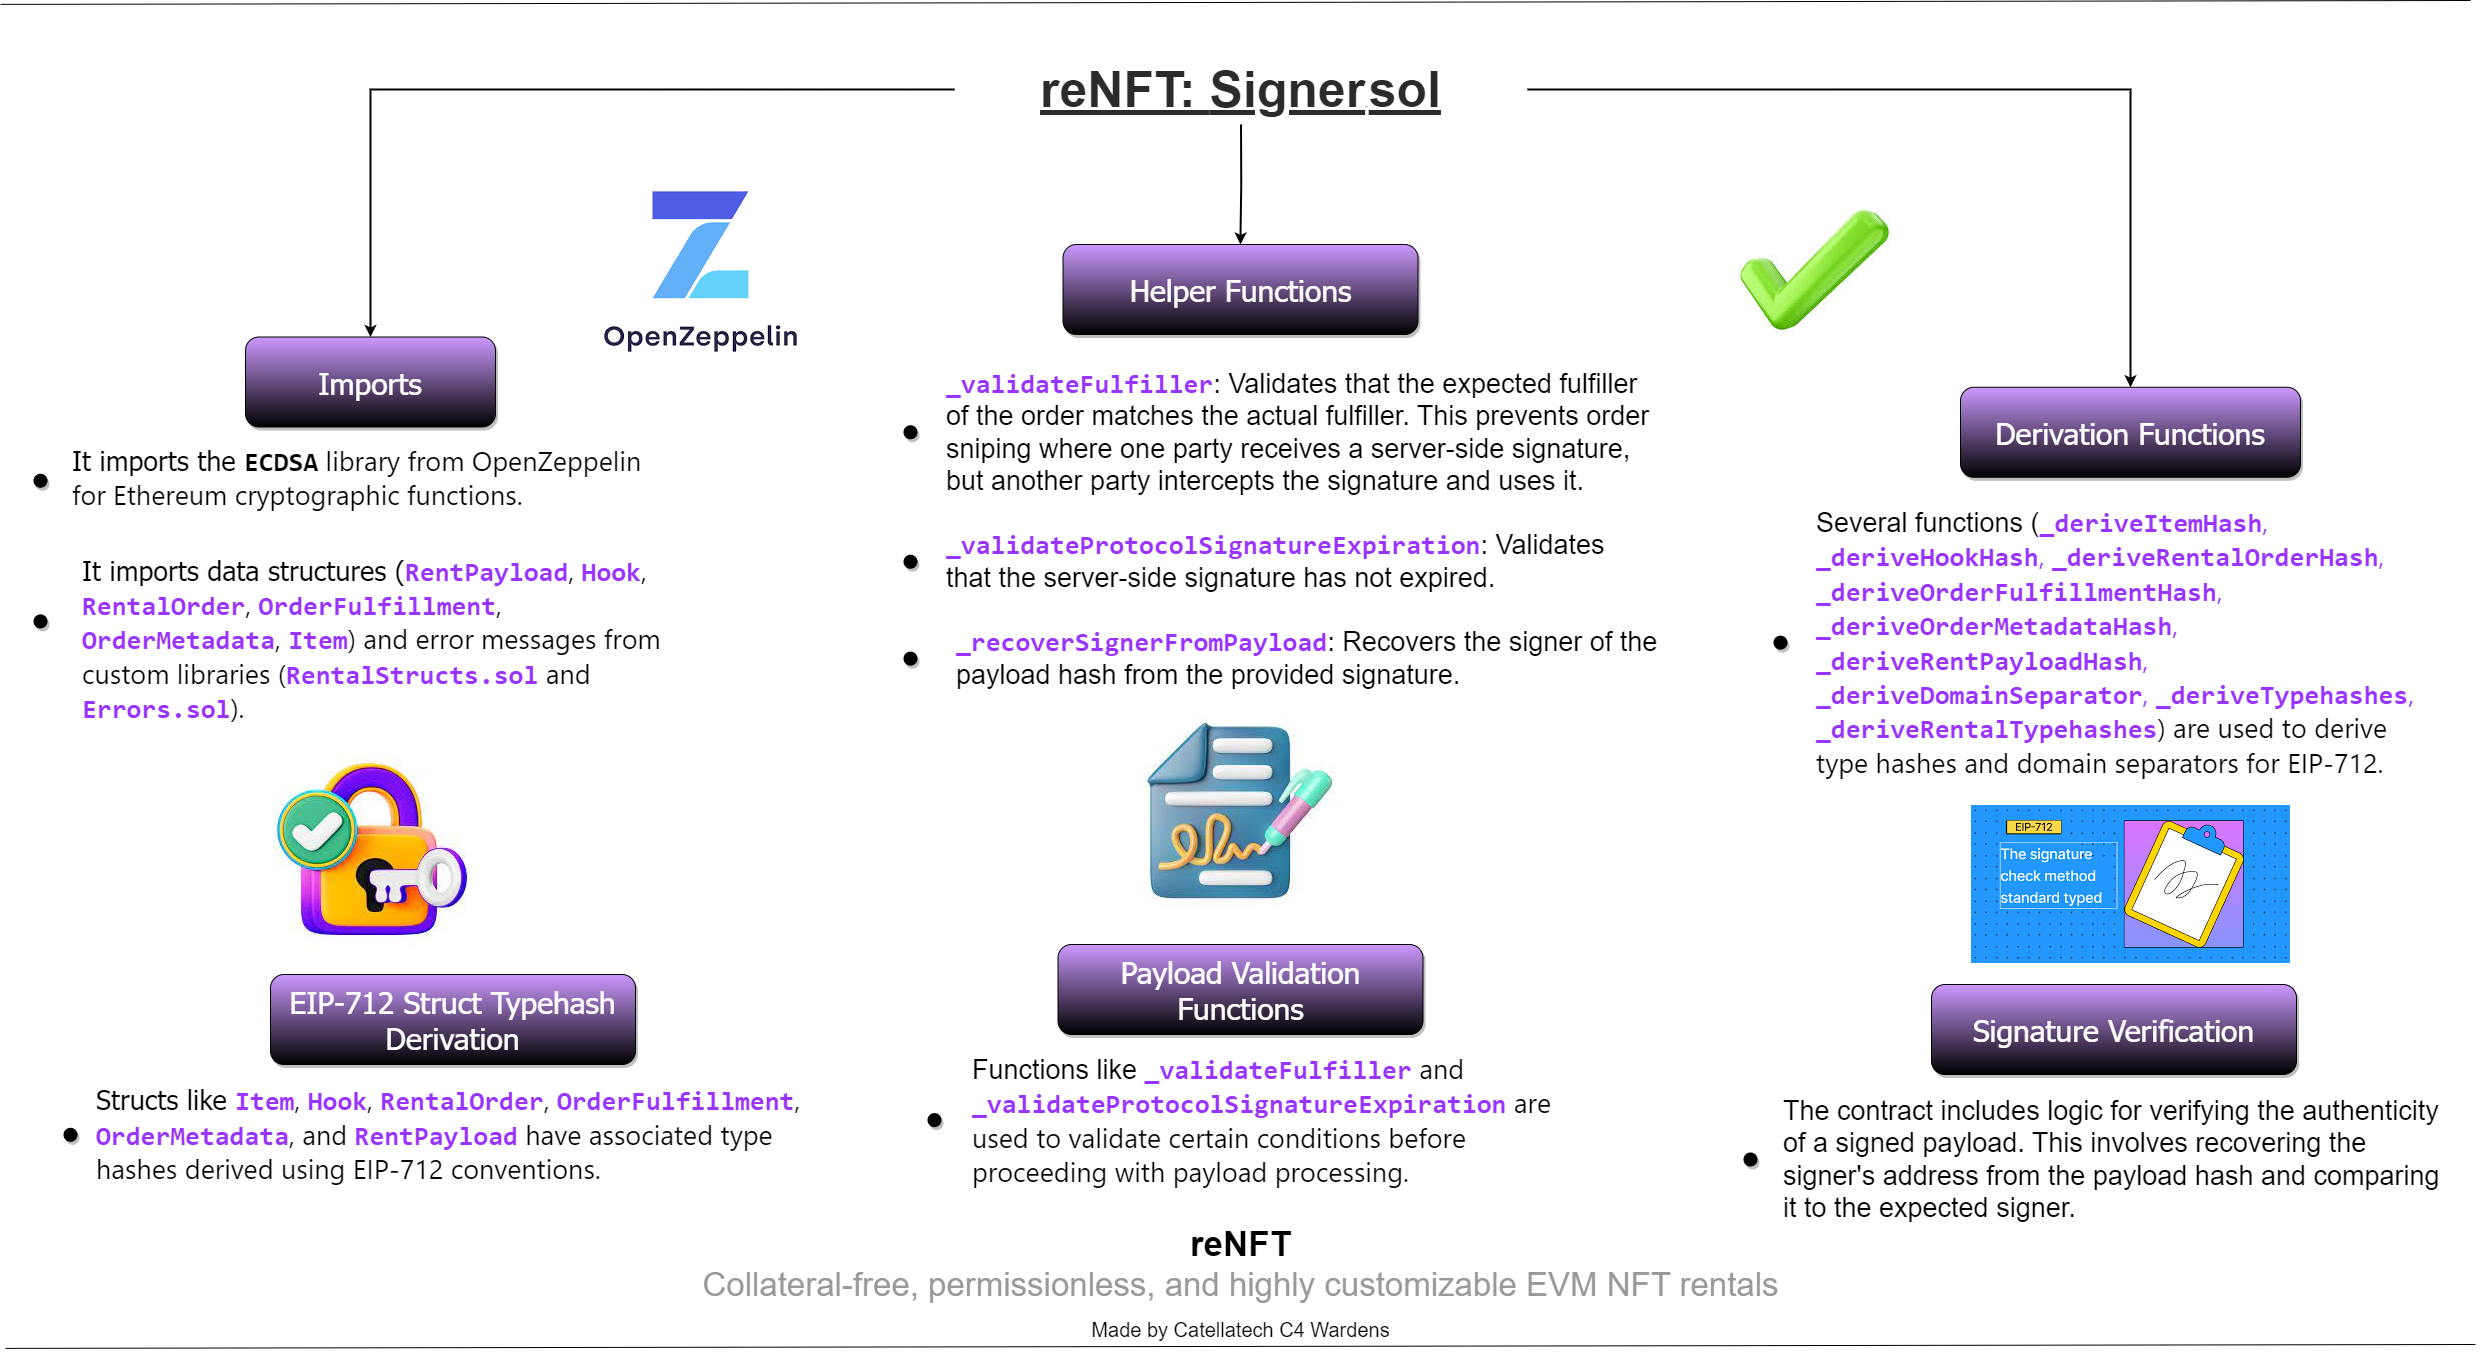 reNFT: Signer.sol
OpenZeppelin
Imports
It imports the ECDSA library from OpenZeppelin
for Ethereum cryptographic functions.
It imports data structures (RentPayload, Hook,
RentalOrder, OrderFulfillment,
OrderMetadata, Item) and error messages from
custom libraries (RentalStructs.sol and
Errors.sol).
EIP-712 Struct Typehash
Derivation
Structs like Item, Hook, RentalOrder, OrderFulfillment,
OrderMetadata, and RentPayload have associated type
hashes derived using EIP-712 conventions.
Helper Functions
_validateFulfiller: Validates that the expected fulfiller
of the order matches the actual fulfiller. This prevents order
sniping where one party receives a server-side signature,
but another party intercepts the signature and uses it.
_validateProtocolSignatureExpiration: Validates
that the server-side signature has not expired.
_recoverSignerFromPayload: Recovers the signer of the
payload hash from the provided signature.
Payload Validation
Functions
Functions like _validateFulfiller and
_validateProtocolSignatureExpiration are
used to validate certain conditions before
proceeding with payload processing.
Derivation Functions
Several functions (_deriveItemHash,
_deriveHookHash, _deriveRentalOrderHash,
_deriveOrderFulfillmentHash,
_deriveOrderMetadataHash,
_deriveRentPayloadHash,
_deriveDomainSeparator, _deriveTypehashes,
_deriveRentalTypehashes) are used to derive
type hashes and domain separators for EIP-712.
EIP-712
The signature
check method
standard typed
Signature Verification
The contract includes logic for verifying the authenticity
of a signed payload. This involves recovering the
signer's address from the payload hash and comparing
it to the expected signer.
reNFT
Collateral-free, permissionless, and highly customizable EVM NFT rentals
Made by Catellatech C4 Wardens